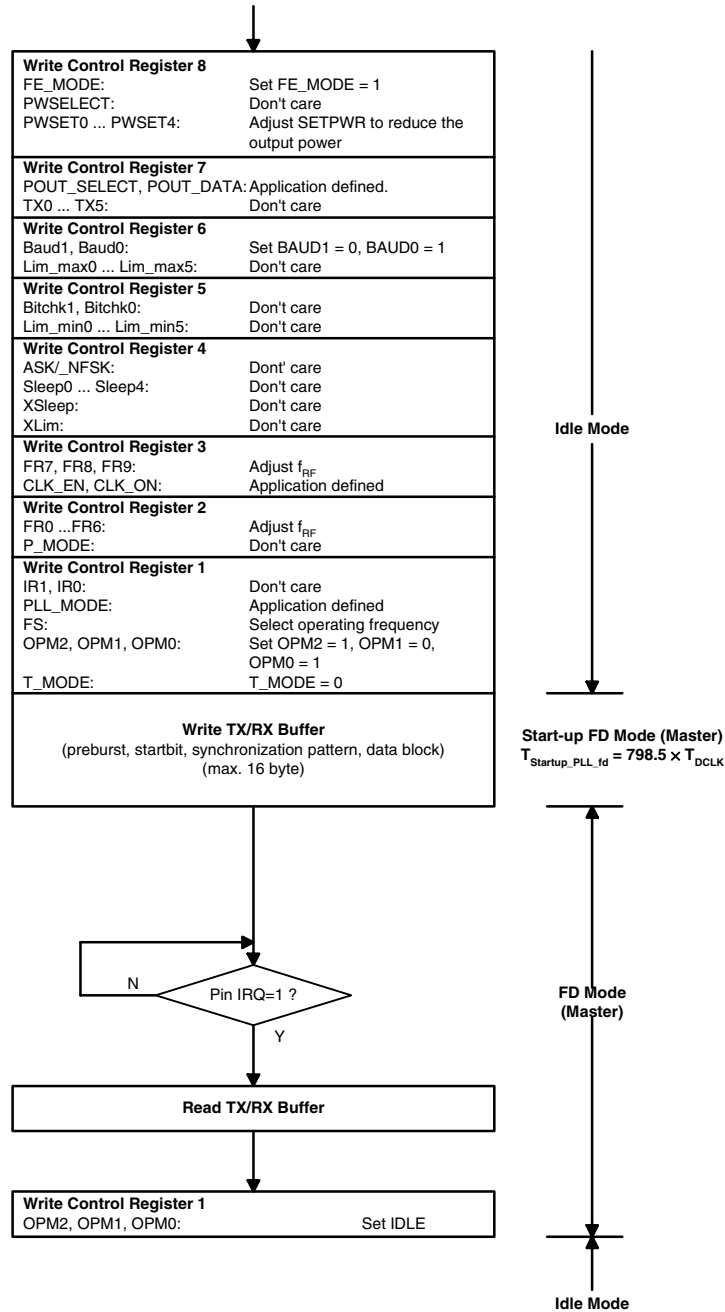 Write Control Register 8
FE_MODE: Set FE_MODE = 1
PWSELECT: Don't care
PWSET0 ... PWSET4: Adjust SETPWR to reduce the
output power
Write Control Register 7
POUT_SELECT, POUT_DATA: Application defined.
TX0 ... TX5: Don't care
Write Control Register 6
Baud1, Baud0: Set BAUD1 = 0, BAUD0 = 1
Lim_max0 ... Lim_max5: Don't care
Write Control Register 5
Bitchk1, Bitchk0: Don't care
Lim_min0 ... Lim_min5: Don't care
Write Control Register 4
ASK/_NFSK: Dont' care
Sleep0 ... Sleep4: Don't care
XSleep: Don't care
XLim: Don't care
Idle Mode
Write Control Register 3
FR7, FR8, FR9: Adjust fRF
CLK_EN, CLK_ON: Application defined
Write Control Register 2
FR0 ...FR6: Adjust fRF
P_MODE: Don't care
Write Control Register 1
IR1, IR0: Don't care
PLL_MODE: Application defined
FS: Select operating frequency
OPM2, OPM1, OPM0: Set OPM2 = 1, OPM1 = 0,
OPM0 = 1
T_MODE: T_MODE = 0
Write TX/RX Buffer
(preburst, startbit, synchronization pattern, data block)
(max. 16 byte)
Start-up FD Mode (Master)
TStartup_PLL_fd = 798.5 × TDCLK
N
Pin IRQ=1 ?
Y
FD Mode
(Master)
Read TX/RX Buffer
Write Control Register 1
OPM2, OPM1, OPM0: Set IDLE
Idle Mode